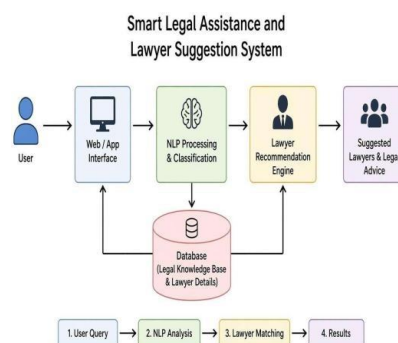 Smart Legal Assistance and
Lawyer Suggestion System
User
Web / App
Interface
NLP Processing
& Classification
Lawyer
Recommendation
Engine
Suggested
Lawyers & Legal
Advice
Database
(Legal Knowledge Base
& Lawyer Details)
1. User Query
2. NLP Analysis
3. Lawyer Matching
4. Results